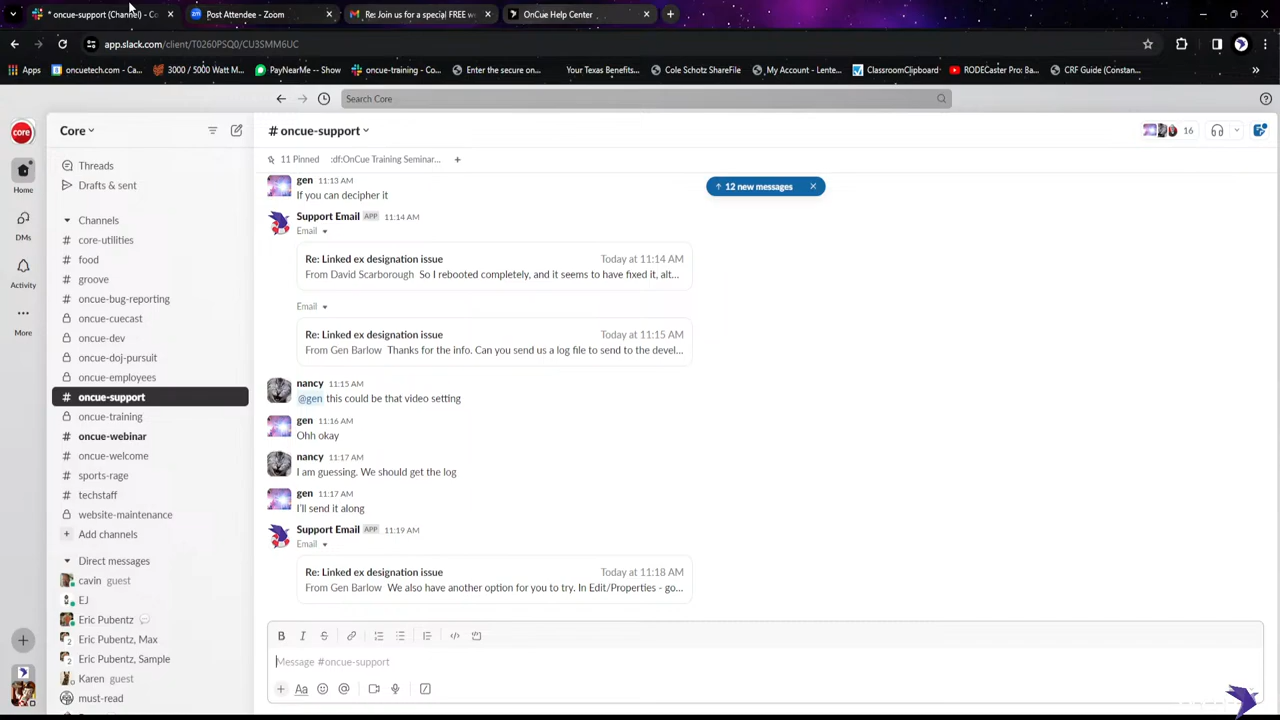 * oncue-support (Channel) - Co
Post Attendee - Zoom
Re: Join us for a special FREE w
OnCue Help Center
app.slack.com/client/T0260PSQ0/CU3SMM6UC
Apps
oncuetech.com - Ca...
3000 / 5000 Watt M...
PayNearMe -- Show
oncue-training - Co...
Enter the secure on...
Your Texas Benefits...
Cole Schotz ShareFile
My Account - Lente...
ClassroomClipboard
RODECaster Pro: Ba...
CRF Guide (Constan...
Search Core
core
Core
# oncue-support
16
11 Pinned
:df:OnCue Training Seminar...
Home
DMs
Activity
More
Threads
Drafts & sent
Channels
# core-utilities
# food
# groove
# oncue-bug-reporting
oncue-cuecast
oncue-dev
oncue-doj-pursuit
oncue-employees
# oncue-support
oncue-training
# oncue-webinar
# oncue-welcome
# sports-rage
# techstaff
# website-maintenance
+ Add channels
Direct messages
cavin guest
EJ
Eric Pubentz
2 Eric Pubentz, Max
2 Eric Pubentz, Sample
Karen guest
must-read
12 new messages
gen 11:13 AM
If you can decipher it
Support Email APP 11:14 AM
Email
Re: Linked ex designation issue Today at 11:14 AM
From David Scarborough So I rebooted completely, and it seems to have fixed it, alt...
Email
Re: Linked ex designation issue Today at 11:15 AM
From Gen Barlow Thanks for the info. Can you send us a log file to send to the devel...
nancy 11:15 AM
@gen this could be that video setting
gen 11:16 AM
Ohh okay
nancy 11:17 AM
I am guessing. We should get the log
gen 11:17 AM
I'll send it along
Support Email APP 11:19 AM
Email
Re: Linked ex designation issue Today at 11:18 AM
From Gen Barlow We also have another option for you to try. In Edit/Properties - go...
B I S
Message #oncue-support
+ Aa